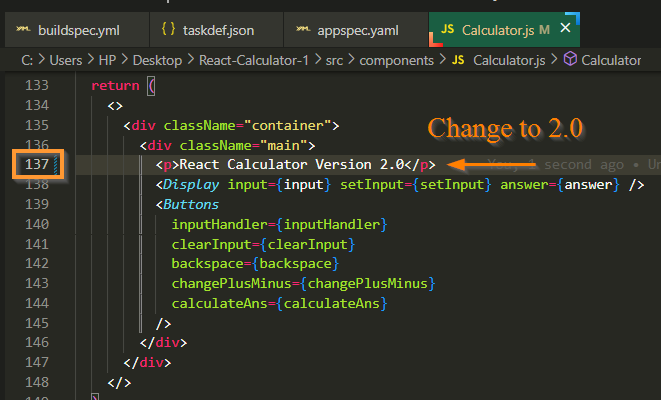 buildspec.yml taskdef.json appspec.yaml JS Calculator.js M ×
C: > Users > HP > Desktop > React-Calculator-1 > src > components > JS Calculator.js > Calculator
133 return (
134 <>
135 <div className="container">
Change to 2.0
136 <div className="main">
137 <p>React Calculator Version 2.0</p> You, 1 second ago • Un
138 <Display input={input} setInput={setInput} answer={answer} />
139 <Buttons
140 inputHandler={inputHandler}
141 clearInput={clearInput}
142 backspace={backspace}
143 changePlusMinus={changePlusMinus}
144 calculateAns={calculateAns}
145 />
146 </div>
147 </div>
148 </>